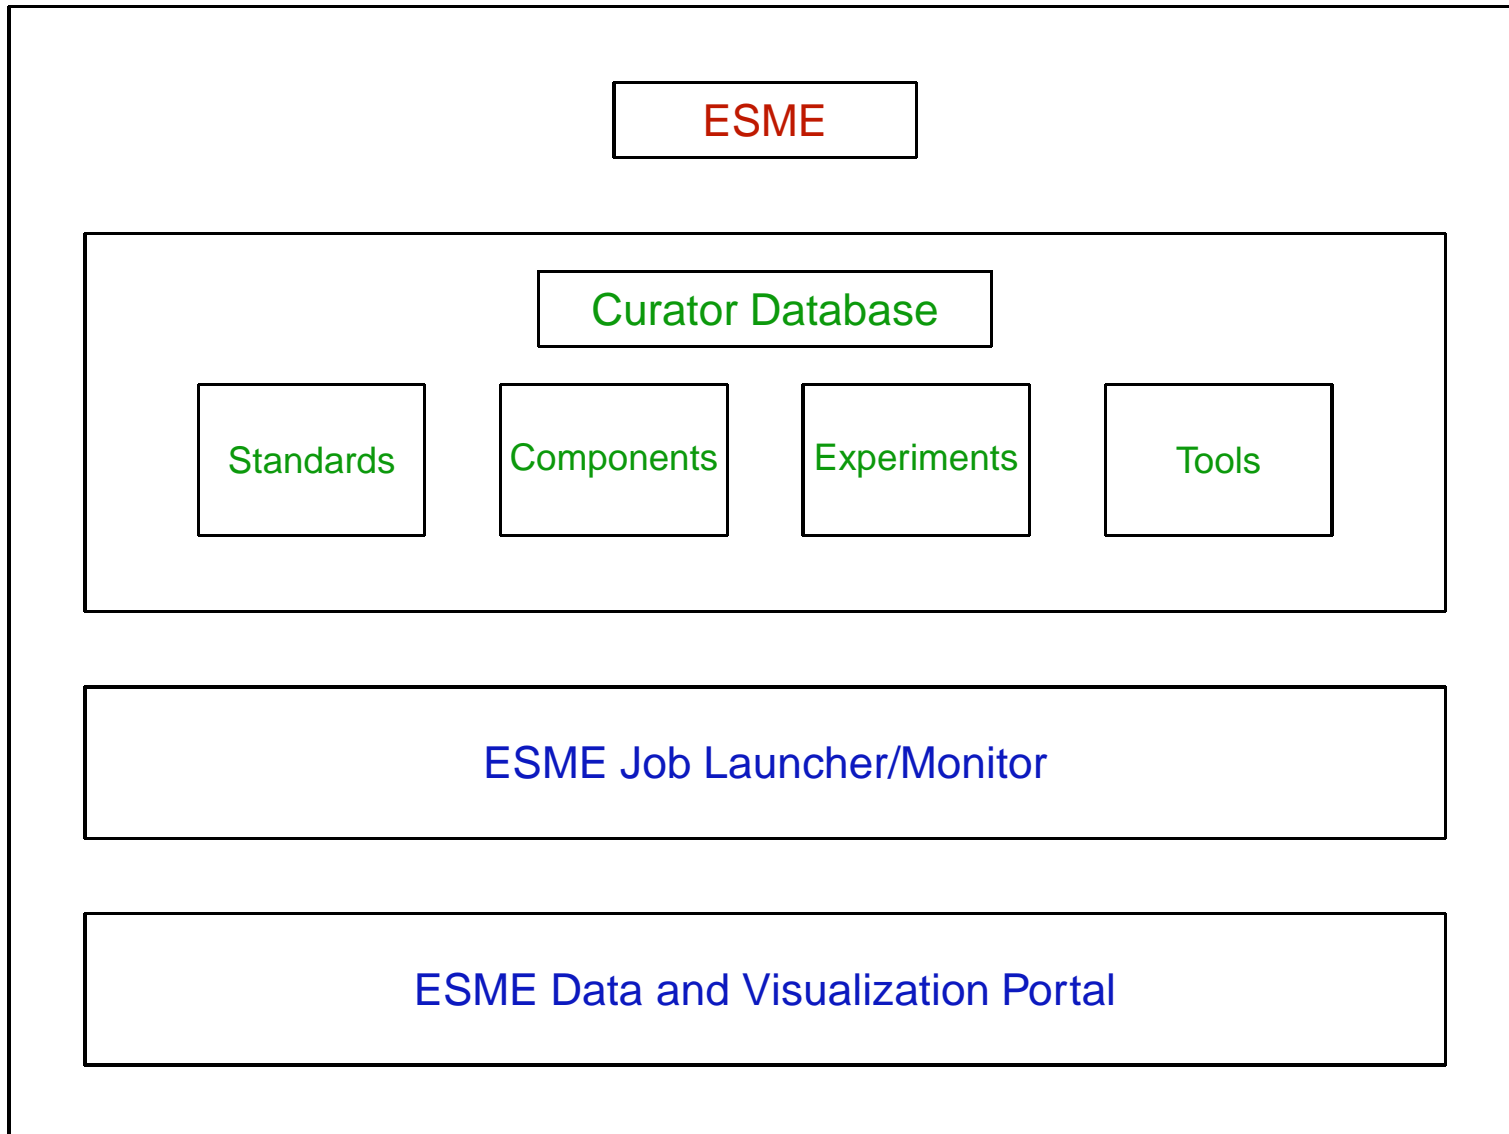 ESME
Curator Database
Standards
Components
Experiments
Tools
ESME Job Launcher/Monitor
ESME Data and Visualization Portal